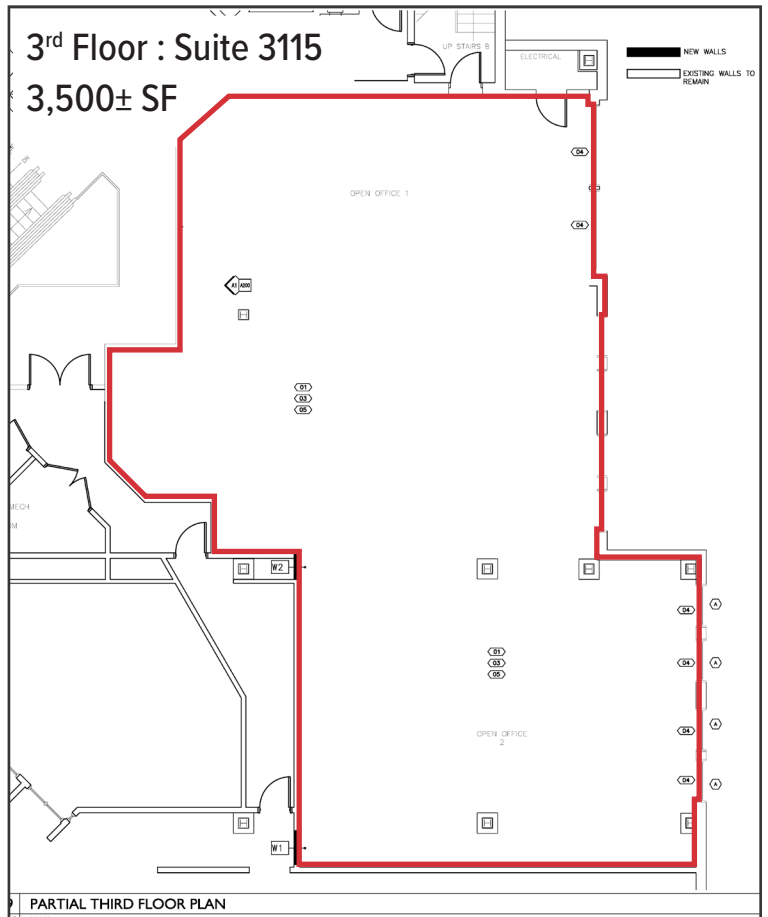 3rd Floor : Suite 3115
3,500± SF
UP STAIRS B
ELECTRICAL
NEW WALLS
EXISTING WALLS TO
REMAIN
DN
04
OPEN OFFICE 1
04
A1 A200
01
03
05
MECH
W2
04 A
01
03
05
04 A
OPEN OFFICE
2
04 A
04 A
W1
PARTIAL THIRD FLOOR PLAN